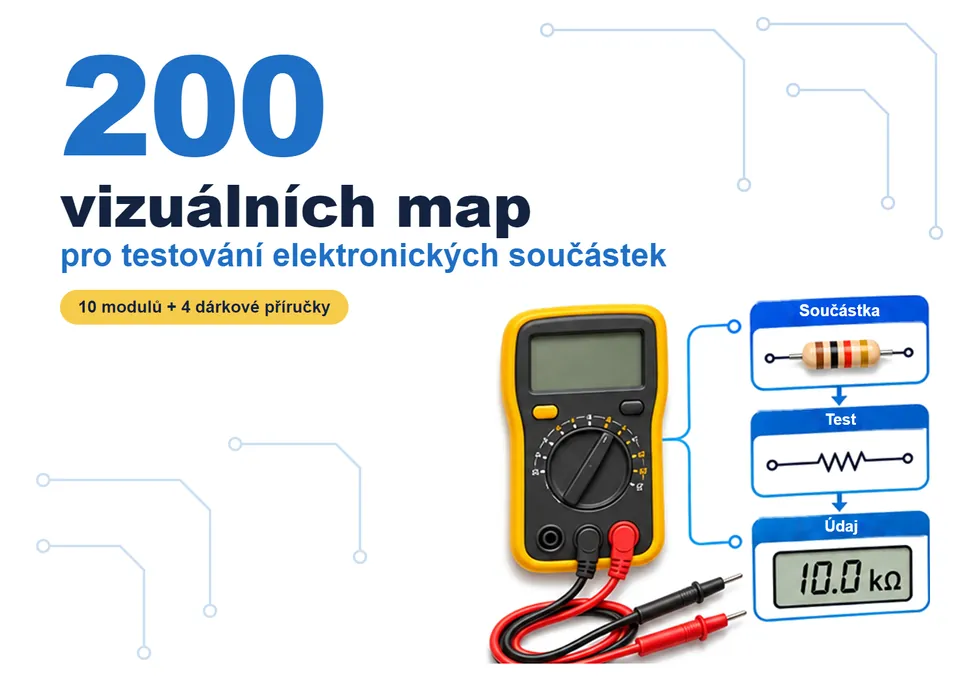 200
vizuálních map
pro testování elektronických součástek
10 modulů + 4 dárkové příručky
Součástka
Test
Údaj
10.0 kΩ